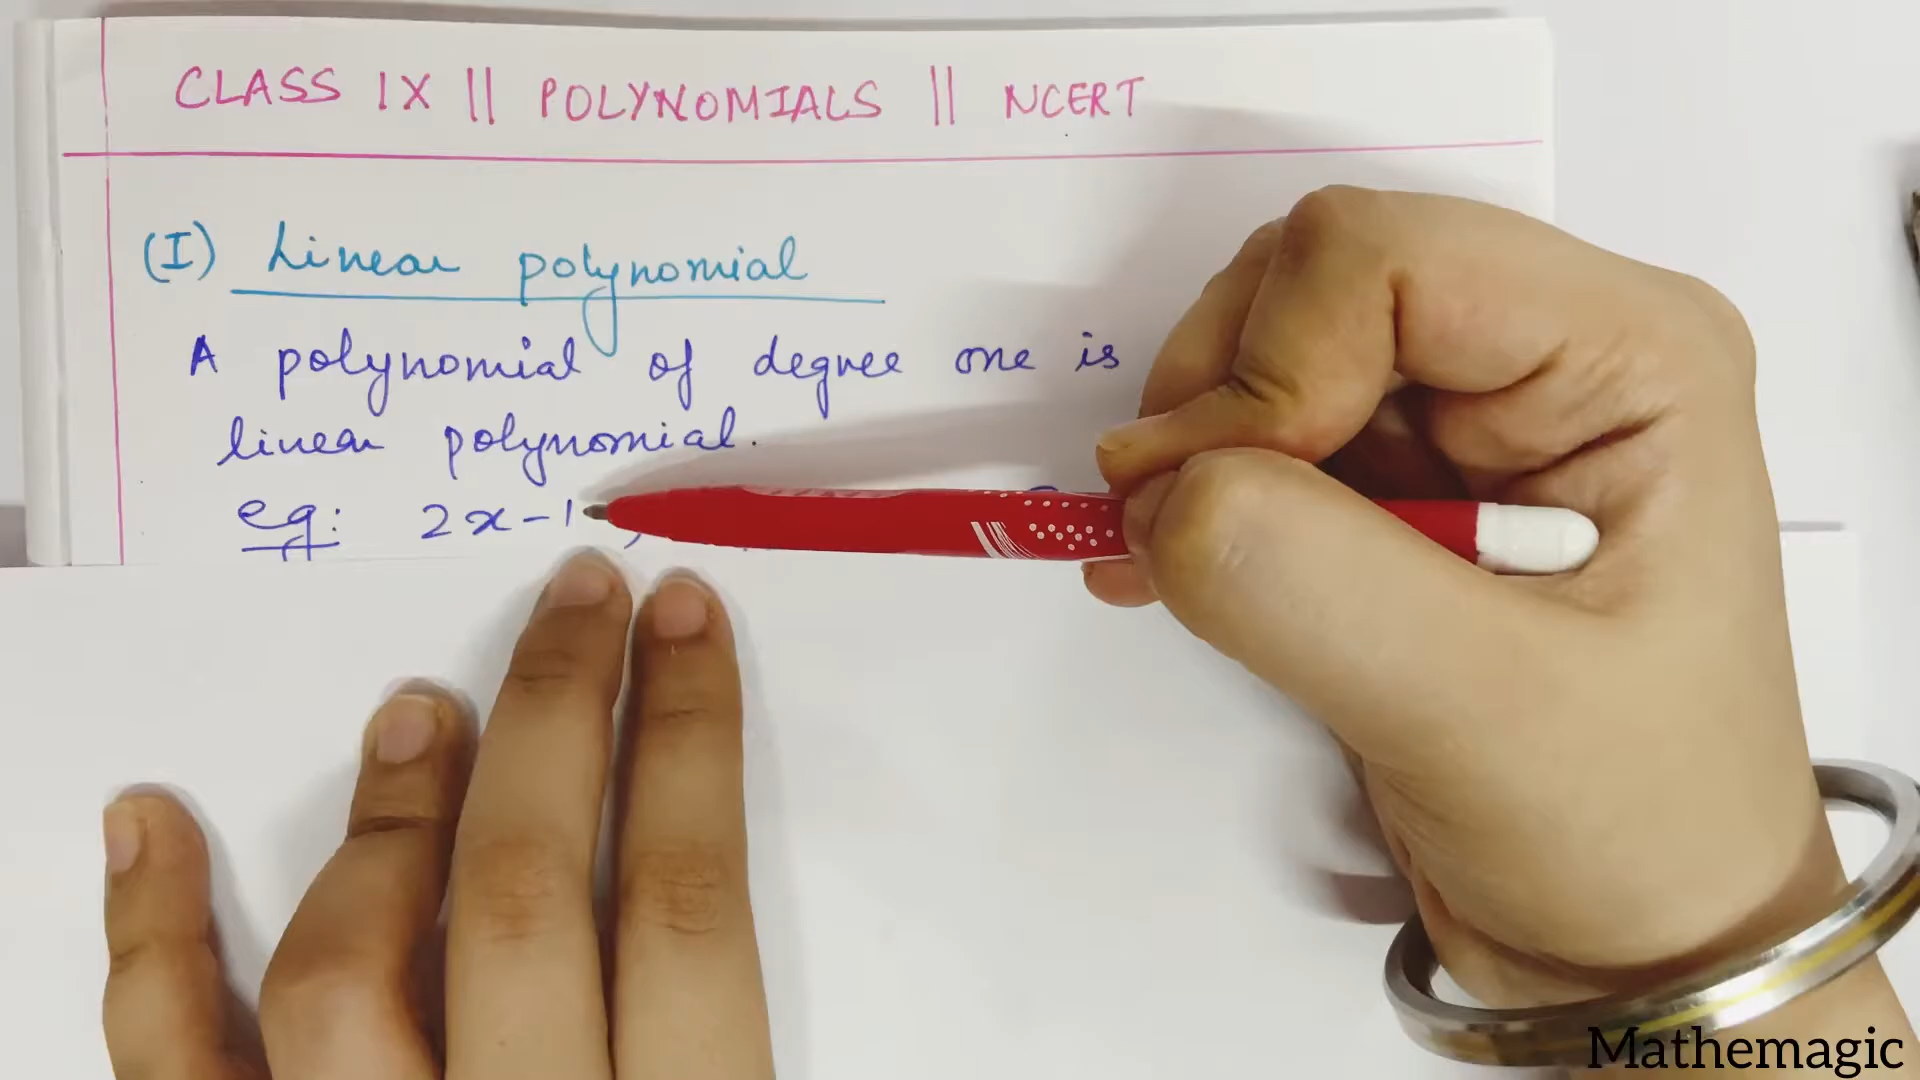 CLASS IX || POLYNOMIALS || NCERT
(I) Linear polynomial
A polynomial of degree one is
linear polynomial.
eg: 2x-1 ,
Mathemagic